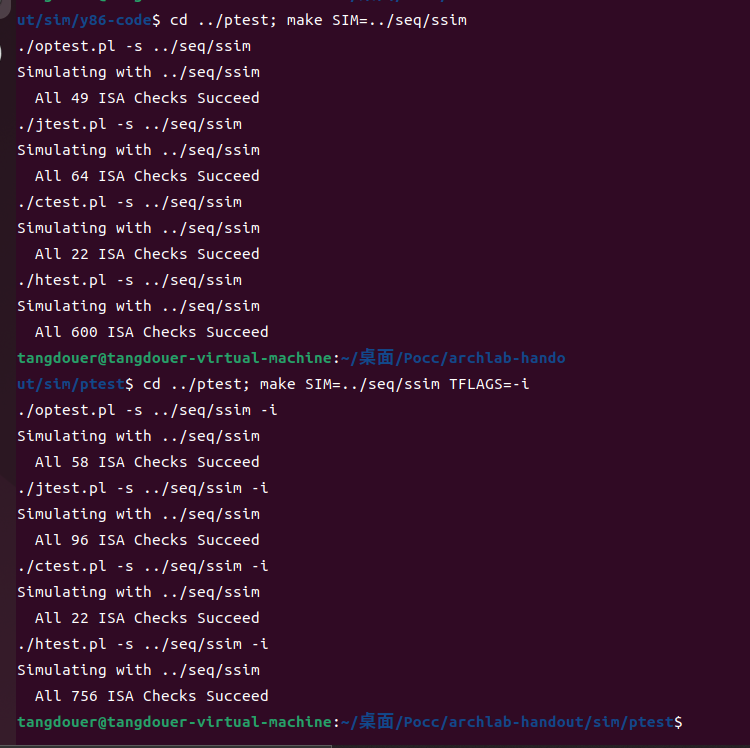 ut/sim/y86-code$ cd ../ptest; make SIM=../seq/ssim
./optest.pl -s ../seq/ssim
Simulating with ../seq/ssim
  All 49 ISA Checks Succeed
./jtest.pl -s ../seq/ssim
Simulating with ../seq/ssim
  All 64 ISA Checks Succeed
./ctest.pl -s ../seq/ssim
Simulating with ../seq/ssim
  All 22 ISA Checks Succeed
./htest.pl -s ../seq/ssim
Simulating with ../seq/ssim
  All 600 ISA Checks Succeed
tangdouer@tangdouer-virtual-machine:~/桌面/Pocc/archlab-hando
ut/sim/ptest$ cd ../ptest; make SIM=../seq/ssim TFLAGS=-i
./optest.pl -s ../seq/ssim -i
Simulating with ../seq/ssim
  All 58 ISA Checks Succeed
./jtest.pl -s ../seq/ssim -i
Simulating with ../seq/ssim
  All 96 ISA Checks Succeed
./ctest.pl -s ../seq/ssim -i
Simulating with ../seq/ssim
  All 22 ISA Checks Succeed
./htest.pl -s ../seq/ssim -i
Simulating with ../seq/ssim
  All 756 ISA Checks Succeed
tangdouer@tangdouer-virtual-machine:~/桌面/Pocc/archlab-handout/sim/ptest$